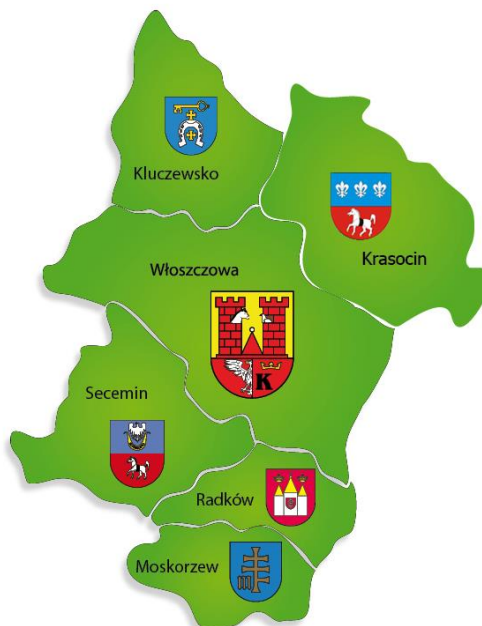 Kluczewsko
Krasocin
Włoszczowa
K
Secemin
Radków
Moskorzew